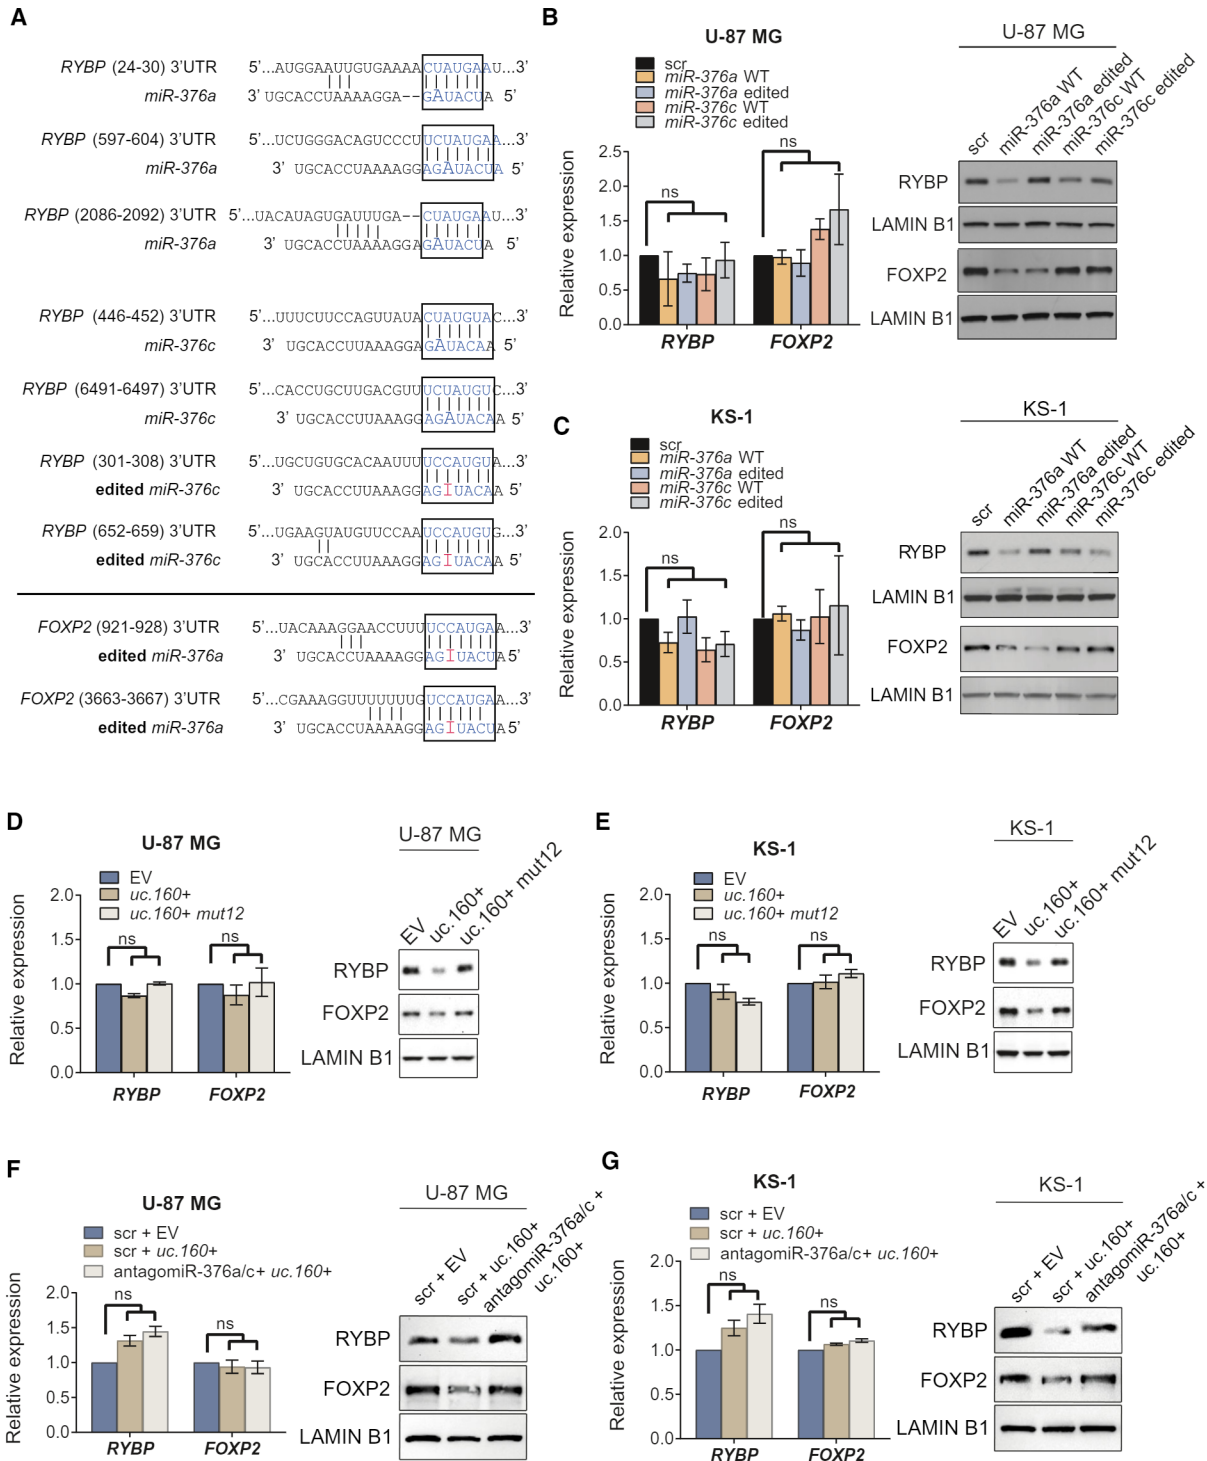 A
RYBP (24-30) 3'UTR 5'...AUGGAAUUGUGAAAACUAUGAAU...3'
miR-376a 3' UGCACCUAAAAGGA--GAUACUA 5'
RYBP (597-604) 3'UTR 5'...UCUGGGACAGUCCCUUCUAUGAA...3'
miR-376a 3' UGCACCUAAAAGGAGAUACUA 5'
RYBP (2086-2092) 3'UTR 5'...UACAUAGUGAUUUGA--CUAUGAAU...3'
miR-376a 3' UGCACCUAAAAGGAGAUACUA 5'
RYBP (446-452) 3'UTR 5'...UUUCUUCCAGUUAUACUAUGUAC...3'
miR-376c 3' UGCACCUUAAAGGAGAUACAA 5'
RYBP (6491-6497) 3'UTR 5'...CACCUGCUUGACGUUUCUAUGUC...3'
miR-376c 3' UGCACCUUAAAGGAGAUACAA 5'
RYBP (301-308) 3'UTR 5'...UGCUGUGCACAAUUUUCCAUGUA...3'
edited miR-376c 3' UGCACCUUAAAGGAGIUACAA 5'
RYBP (652-659) 3'UTR 5'...UGAAGUAUGUUCCAAUCCAUGUG...3'
edited miR-376c 3' UGCACCUUAAAGGAGIUACAA 5'
FOXP2 (921-928) 3'UTR 5'...UACAAAGGAACCUUUUCCAUGAA...3'
edited miR-376a 3' UGCACCUAAAAGGAGIUACUA 5'
FOXP2 (3663-3667) 3'UTR 5'...CGAAAGGUUUUUUUGUCCAUGAA...3'
edited miR-376a 3' UGCACCUAAAAGGAGIUACUA 5'
B
U-87 MG
scr
miR-376a WT
miR-376a edited
miR-376c WT
miR-376c edited
Relative expression
2.5
2.0
1.5
1.0
0.5
0.0
ns
ns
RYBP FOXP2
U-87 MG
scr
miR-376a WT
miR-376a edited
miR-376c WT
miR-376c edited
RYBP
LAMIN B1
FOXP2
LAMIN B1
C
KS-1
scr
miR-376a WT
miR-376a edited
miR-376c WT
miR-376c edited
Relative expression
2.0
1.5
1.0
0.5
0.0
ns
ns
RYBP FOXP2
KS-1
scr
miR-376a WT
miR-376a edited
miR-376c WT
miR-376c edited
RYBP
LAMIN B1
FOXP2
LAMIN B1
D
U-87 MG
EV
uc.160+
uc.160+ mut12
Relative expression
2.0
1.5
1.0
0.5
0.0
ns
ns
RYBP FOXP2
U-87 MG
EV
uc.160+
uc.160+ mut12
RYBP
FOXP2
LAMIN B1
E
KS-1
EV
uc.160+
uc.160+ mut12
Relative expression
2.0
1.5
1.0
0.5
0.0
ns
ns
RYBP FOXP2
KS-1
EV
uc.160+
uc.160+ mut12
RYBP
FOXP2
LAMIN B1
F
U-87 MG
scr + EV
scr + uc.160+
antagomiR-376a/c+ uc.160+
Relative expression
2.0
1.5
1.0
0.5
0.0
ns
ns
RYBP FOXP2
U-87 MG
scr + EV
scr + uc.160+
antagomiR-376a/c +
uc.160+
RYBP
FOXP2
LAMIN B1
G
KS-1
scr + EV
scr + uc.160+
antagomiR-376a/c+ uc.160+
Relative expression
2.0
1.5
1.0
0.5
0.0
ns
ns
RYBP FOXP2
KS-1
scr + EV
scr + uc.160+
antagomiR-376a/c +
uc.160+
RYBP
FOXP2
LAMIN B1